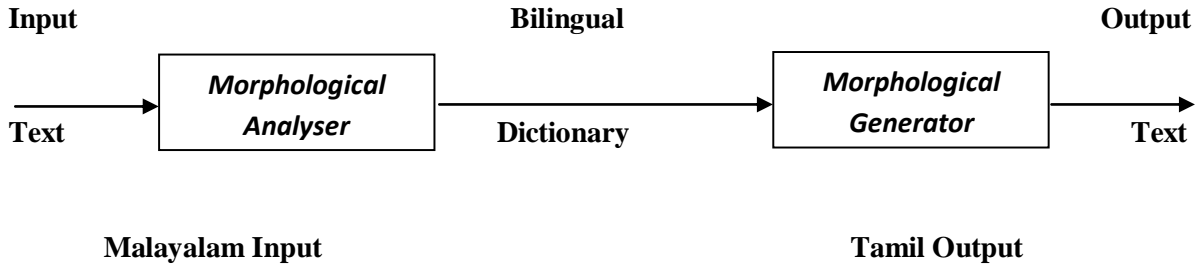 Input Bilingual Output
Morphological Analyser
Morphological Generator
Text Dictionary Text
Malayalam Input Tamil Output